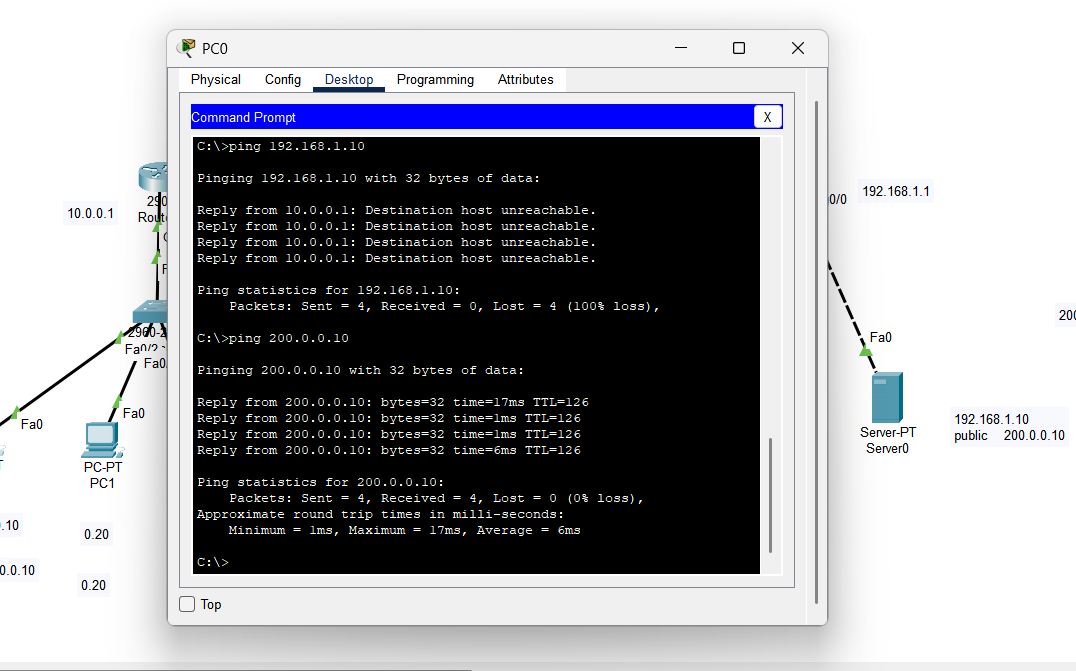 PC0
Physical Config Desktop Programming Attributes
Command Prompt X
C:\>ping 192.168.1.10
Pinging 192.168.1.10 with 32 bytes of data:
Reply from 10.0.0.1: Destination host unreachable.
Reply from 10.0.0.1: Destination host unreachable.
Reply from 10.0.0.1: Destination host unreachable.
Reply from 10.0.0.1: Destination host unreachable.
Ping statistics for 192.168.1.10:
Packets: Sent = 4, Received = 0, Lost = 4 (100% loss),
C:\>ping 200.0.0.10
Pinging 200.0.0.10 with 32 bytes of data:
Reply from 200.0.0.10: bytes=32 time=17ms TTL=126
Reply from 200.0.0.10: bytes=32 time=1ms TTL=126
Reply from 200.0.0.10: bytes=32 time=1ms TTL=126
Reply from 200.0.0.10: bytes=32 time=6ms TTL=126
Ping statistics for 200.0.0.10:
Packets: Sent = 4, Received = 4, Lost = 0 (0% loss),
Approximate round trip times in milli-seconds:
Minimum = 1ms, Maximum = 17ms, Average = 6ms
C:\>
Top
10.0.0.1
290
Route
2960-2
Fa0/2
Fa0
Fa0
Fa0
PC-PT
PC1
.10
0.20
0.0.10
0.20
0/0
192.168.1.1
200
Fa0
Server-PT
Server0
192.168.1.10
public 200.0.0.10